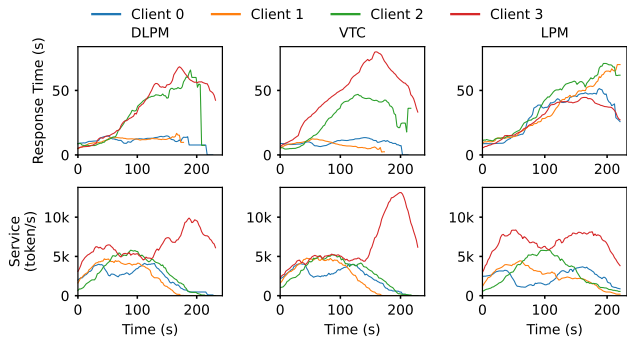 Client 0 Client 1 Client 2 Client 3
DLPM VTC LPM
Response Time (s)
50
0
0 100 200
50
0
0 100 200
50
0
0 100 200
Service
(token/s)
10k
5k
0
0 100 200
10k
5k
0
0 100 200
10k
5k
0
0 100 200
Time (s) Time (s) Time (s)